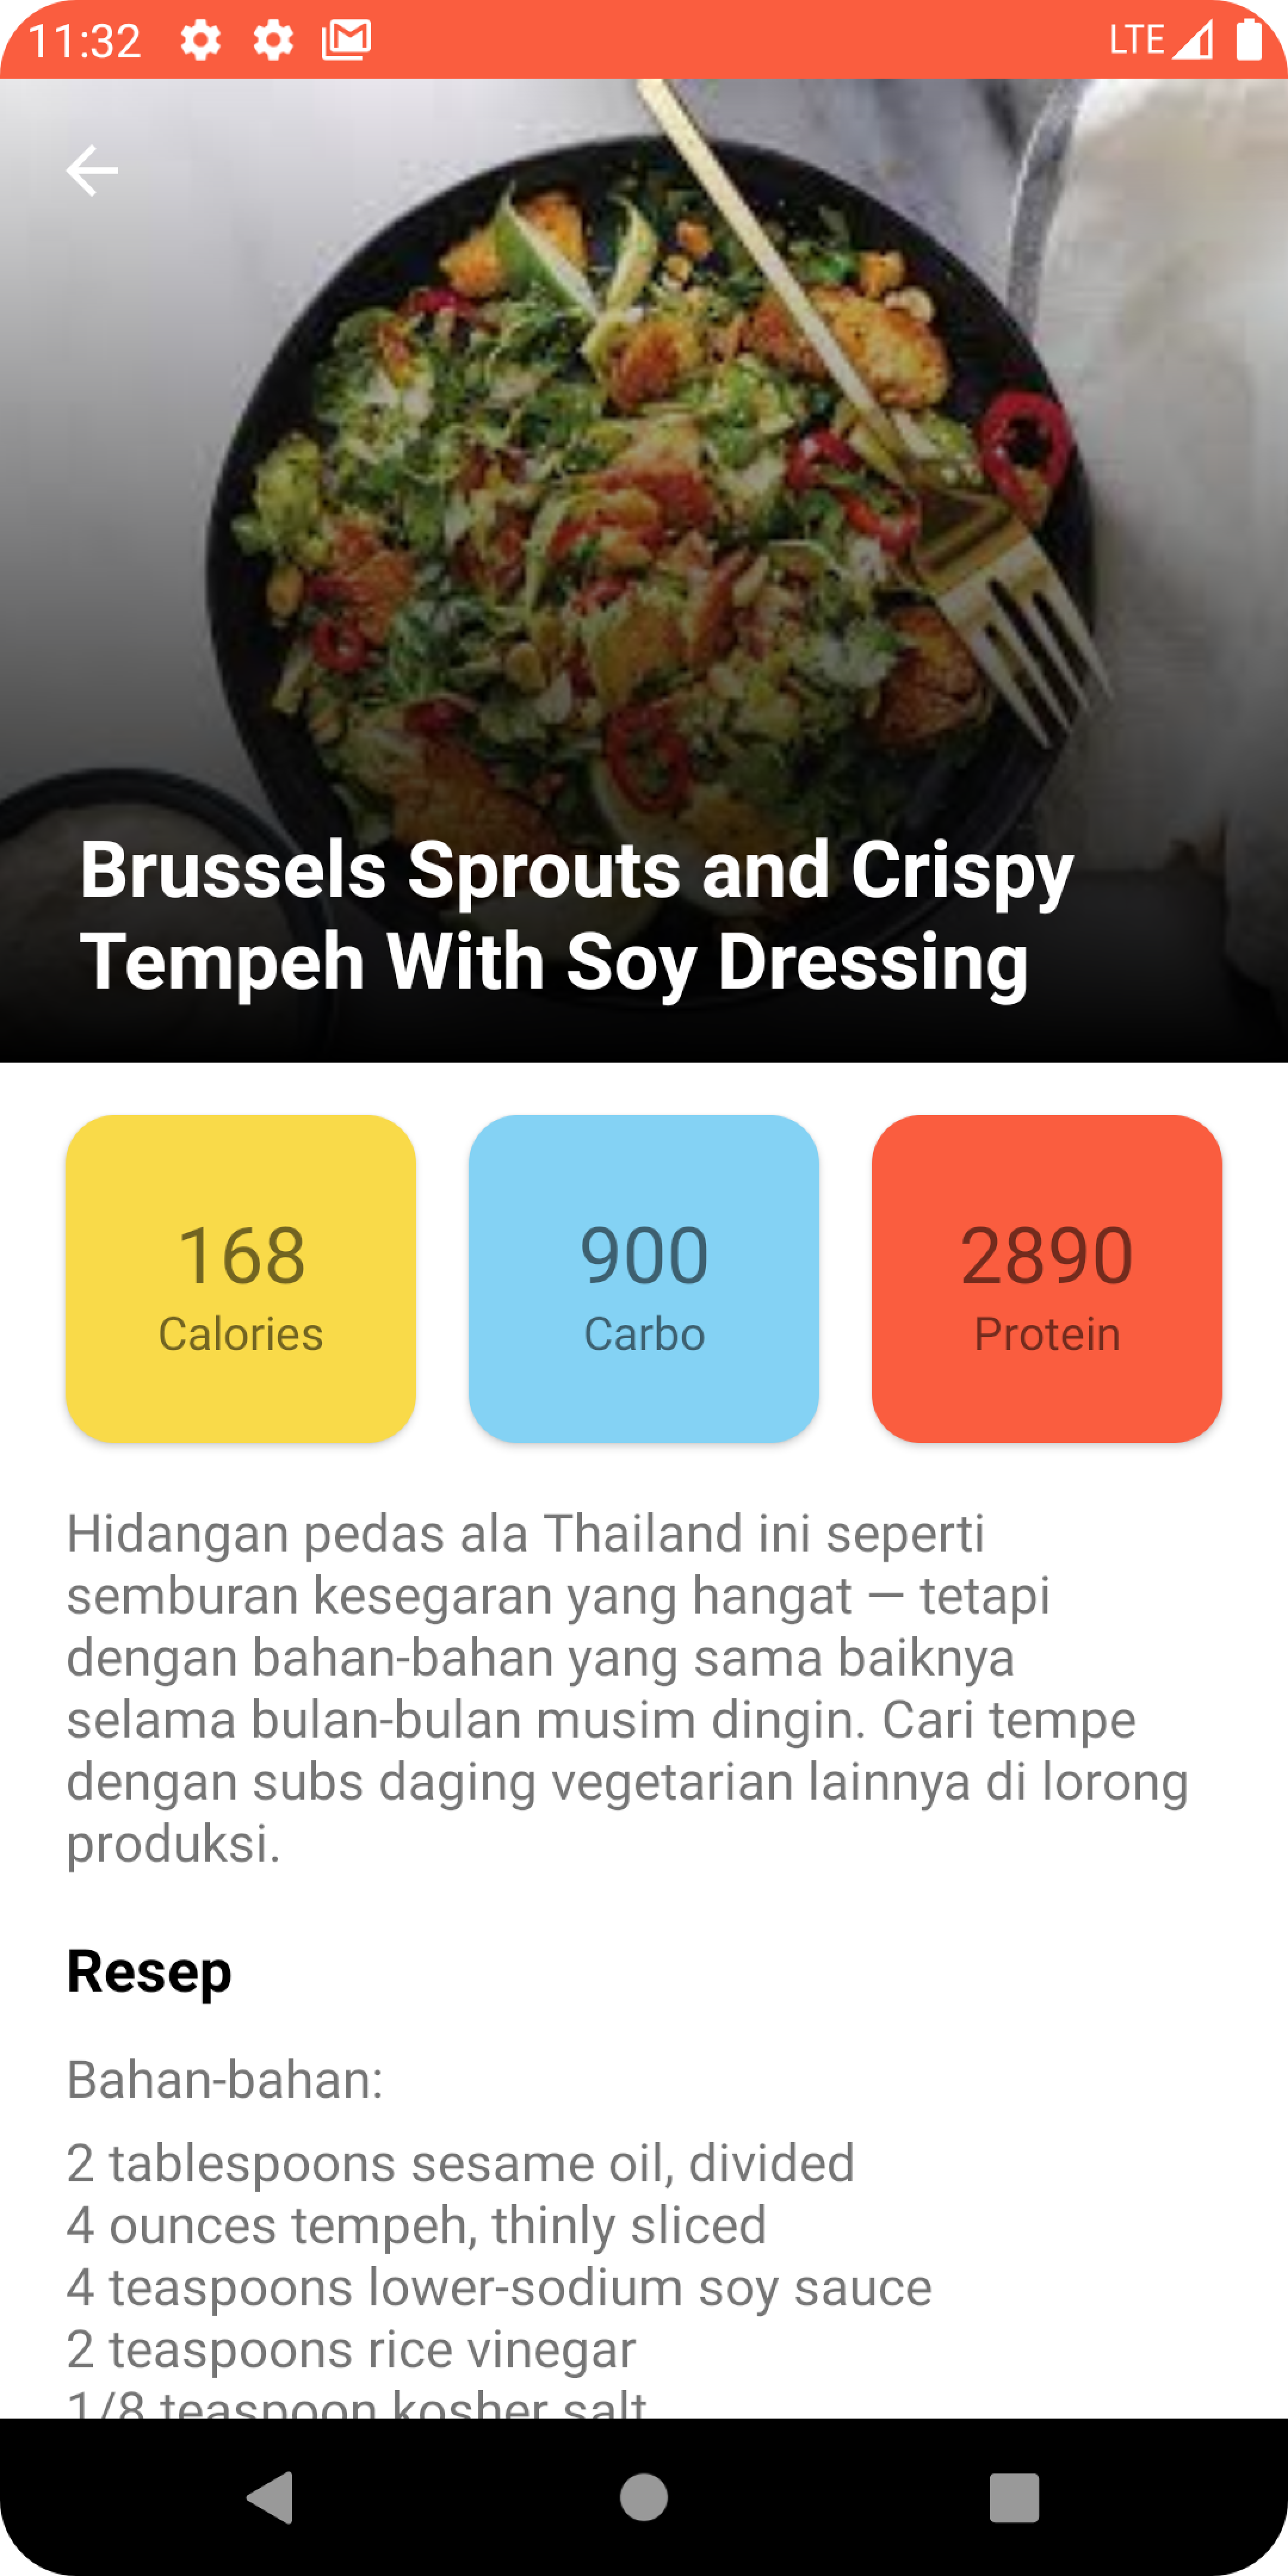 11:32
LTE
Brussels Sprouts and Crispy
Tempeh With Soy Dressing
168
Calories
900
Carbo
2890
Protein
Hidangan pedas ala Thailand ini seperti
semburan kesegaran yang hangat — tetapi
dengan bahan-bahan yang sama baiknya
selama bulan-bulan musim dingin. Cari tempe
dengan subs daging vegetarian lainnya di lorong
produksi.
Resep
Bahan-bahan:
2 tablespoons sesame oil, divided
4 ounces tempeh, thinly sliced
4 teaspoons lower-sodium soy sauce
2 teaspoons rice vinegar
1/8 teaspoon kosher salt